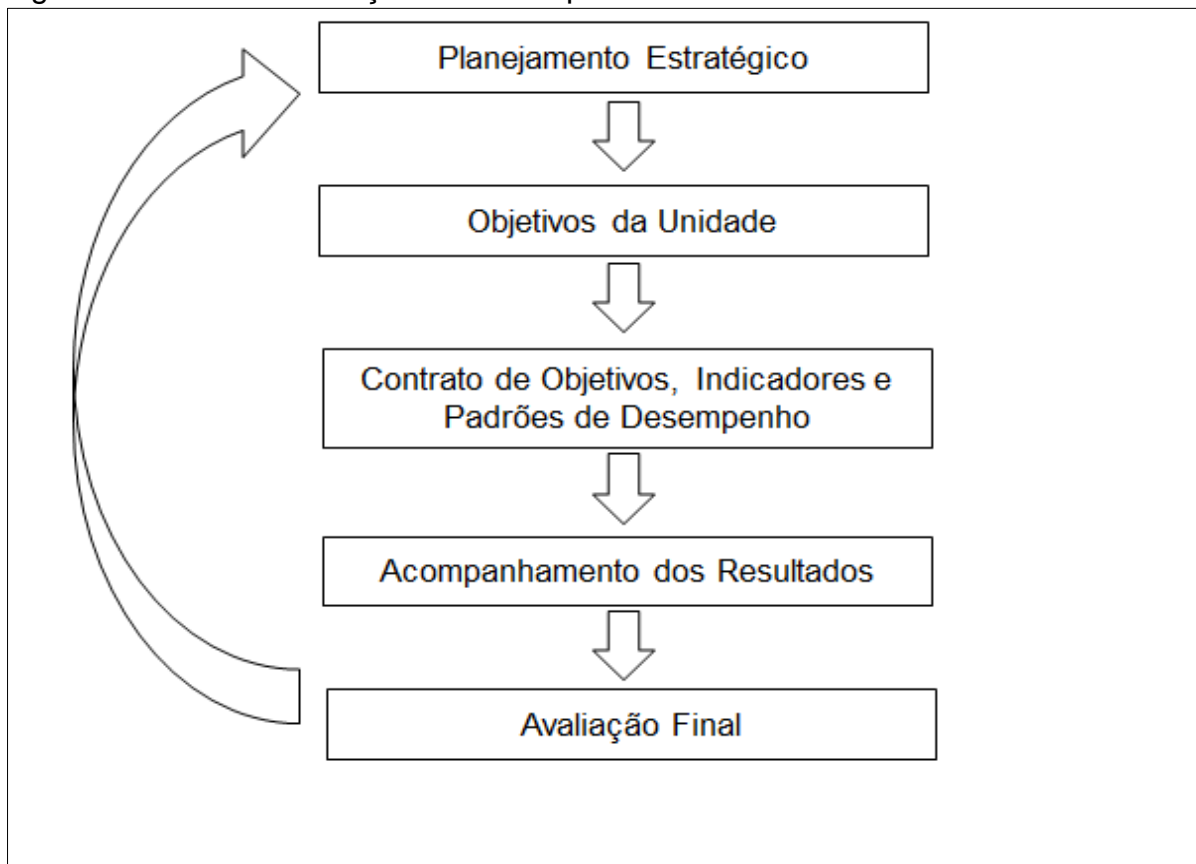 Planejamento Estratégico
Objetivos da Unidade
Contrato de Objetivos, Indicadores e
Padrões de Desempenho
Acompanhamento dos Resultados
Avaliação Final